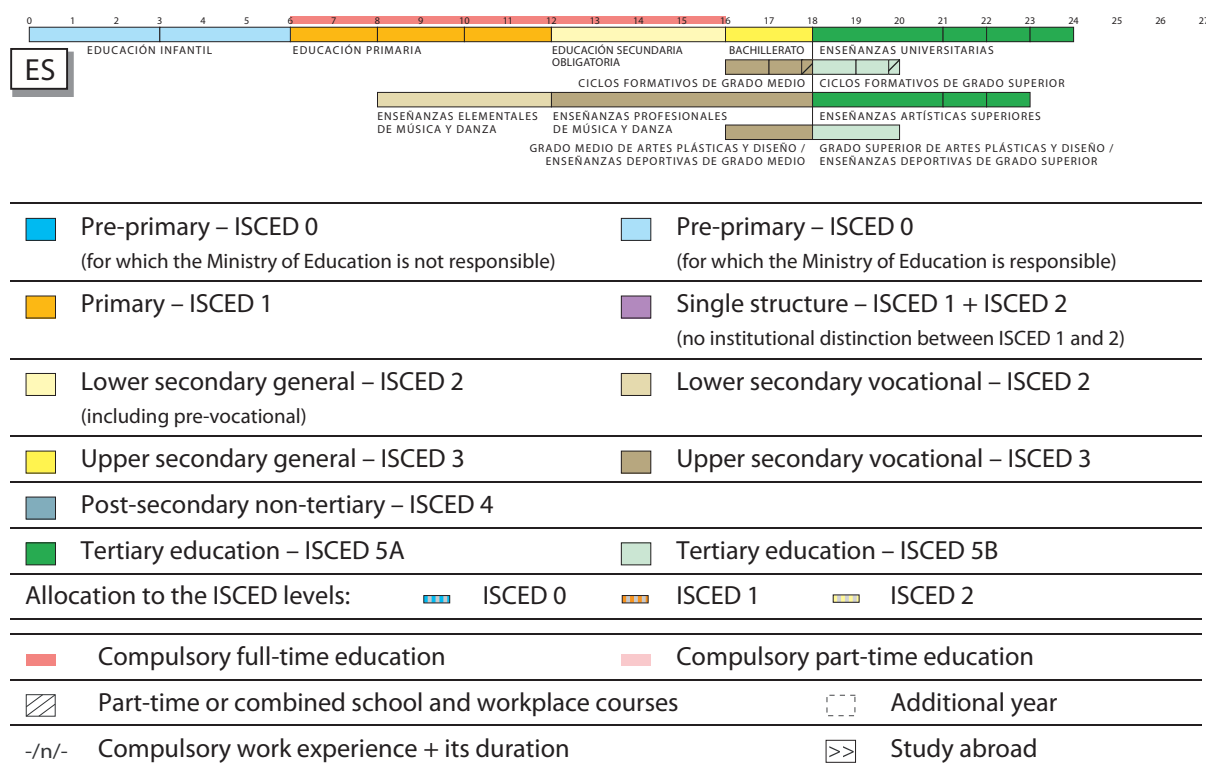 0 1 2 3 4 5 6 7 8 9 10 11 12 13 14 15 16 17 18 19 20 21 22 23 24 25 26 27
EDUCACIÓN INFANTIL EDUCACIÓN PRIMARIA EDUCACIÓN SECUNDARIA BACHILLERATO ENSEÑANZAS UNIVERSITARIAS
OBLIGATORIA
ES
CICLOS FORMATIVOS DE GRADO MEDIO CICLOS FORMATIVOS DE GRADO SUPERIOR
ENSEÑANZAS ELEMENTALES ENSEÑANZAS PROFESIONALES ENSEÑANZAS ARTÍSTICAS SUPERIORES
DE MÚSICA Y DANZA DE MÚSICA Y DANZA
GRADO MEDIO DE ARTES PLÁSTICAS Y DISEÑO / GRADO SUPERIOR DE ARTES PLÁSTICAS Y DISEÑO /
ENSEÑANZAS DEPORTIVAS DE GRADO MEDIO ENSEÑANZAS DEPORTIVAS DE GRADO SUPERIOR
Pre-primary – ISCED 0 Pre-primary – ISCED 0
(for which the Ministry of Education is not responsible) (for which the Ministry of Education is responsible)
Primary – ISCED 1 Single structure – ISCED 1 + ISCED 2
(no institutional distinction between ISCED 1 and 2)
Lower secondary general – ISCED 2 Lower secondary vocational – ISCED 2
(including pre-vocational)
Upper secondary general – ISCED 3 Upper secondary vocational – ISCED 3
Post-secondary non-tertiary – ISCED 4
Tertiary education – ISCED 5A Tertiary education – ISCED 5B
Allocation to the ISCED levels: ISCED 0 ISCED 1 ISCED 2
Compulsory full-time education Compulsory part-time education
Part-time or combined school and workplace courses Additional year
-/n/- Compulsory work experience + its duration >> Study abroad